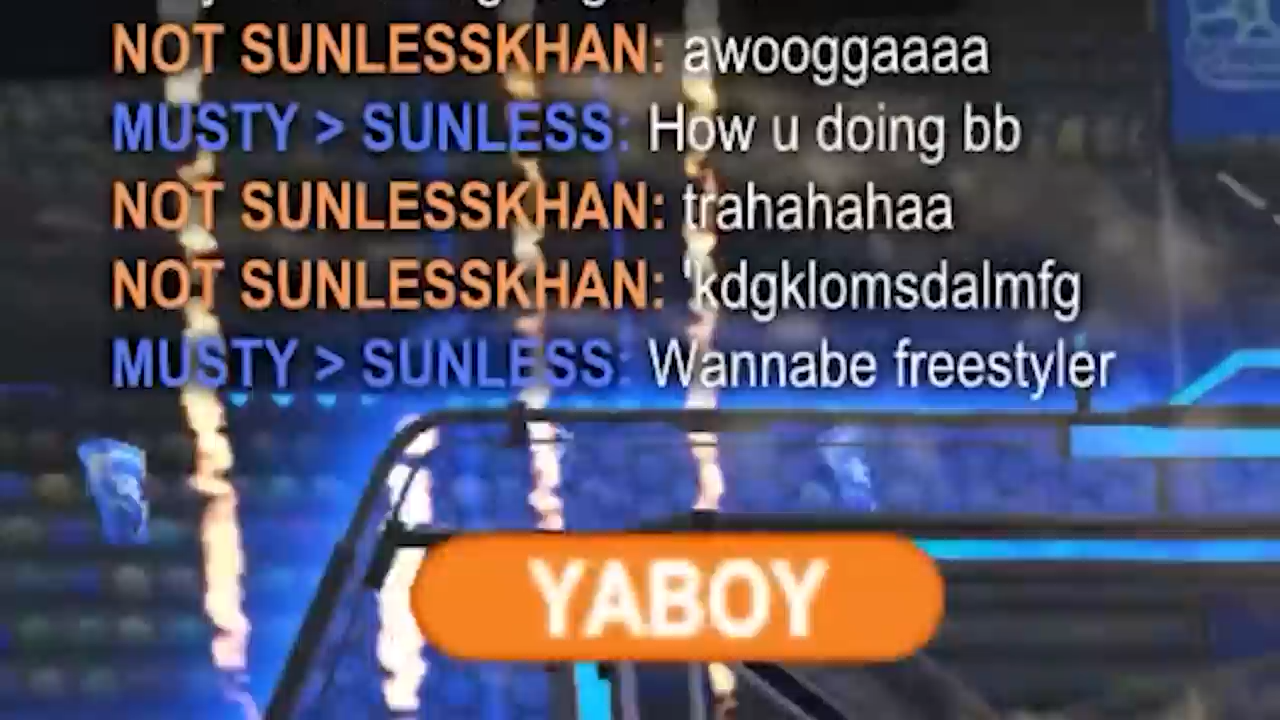 NOT SUNLESSKHAN: awooggaaaa
MUSTY > SUNLESS: How u doing bb
NOT SUNLESSKHAN: trahahahaa
NOT SUNLESSKHAN: 'kdgklomsdalmfg
MUSTY > SUNLESS: Wannabe freestyler
YABOY